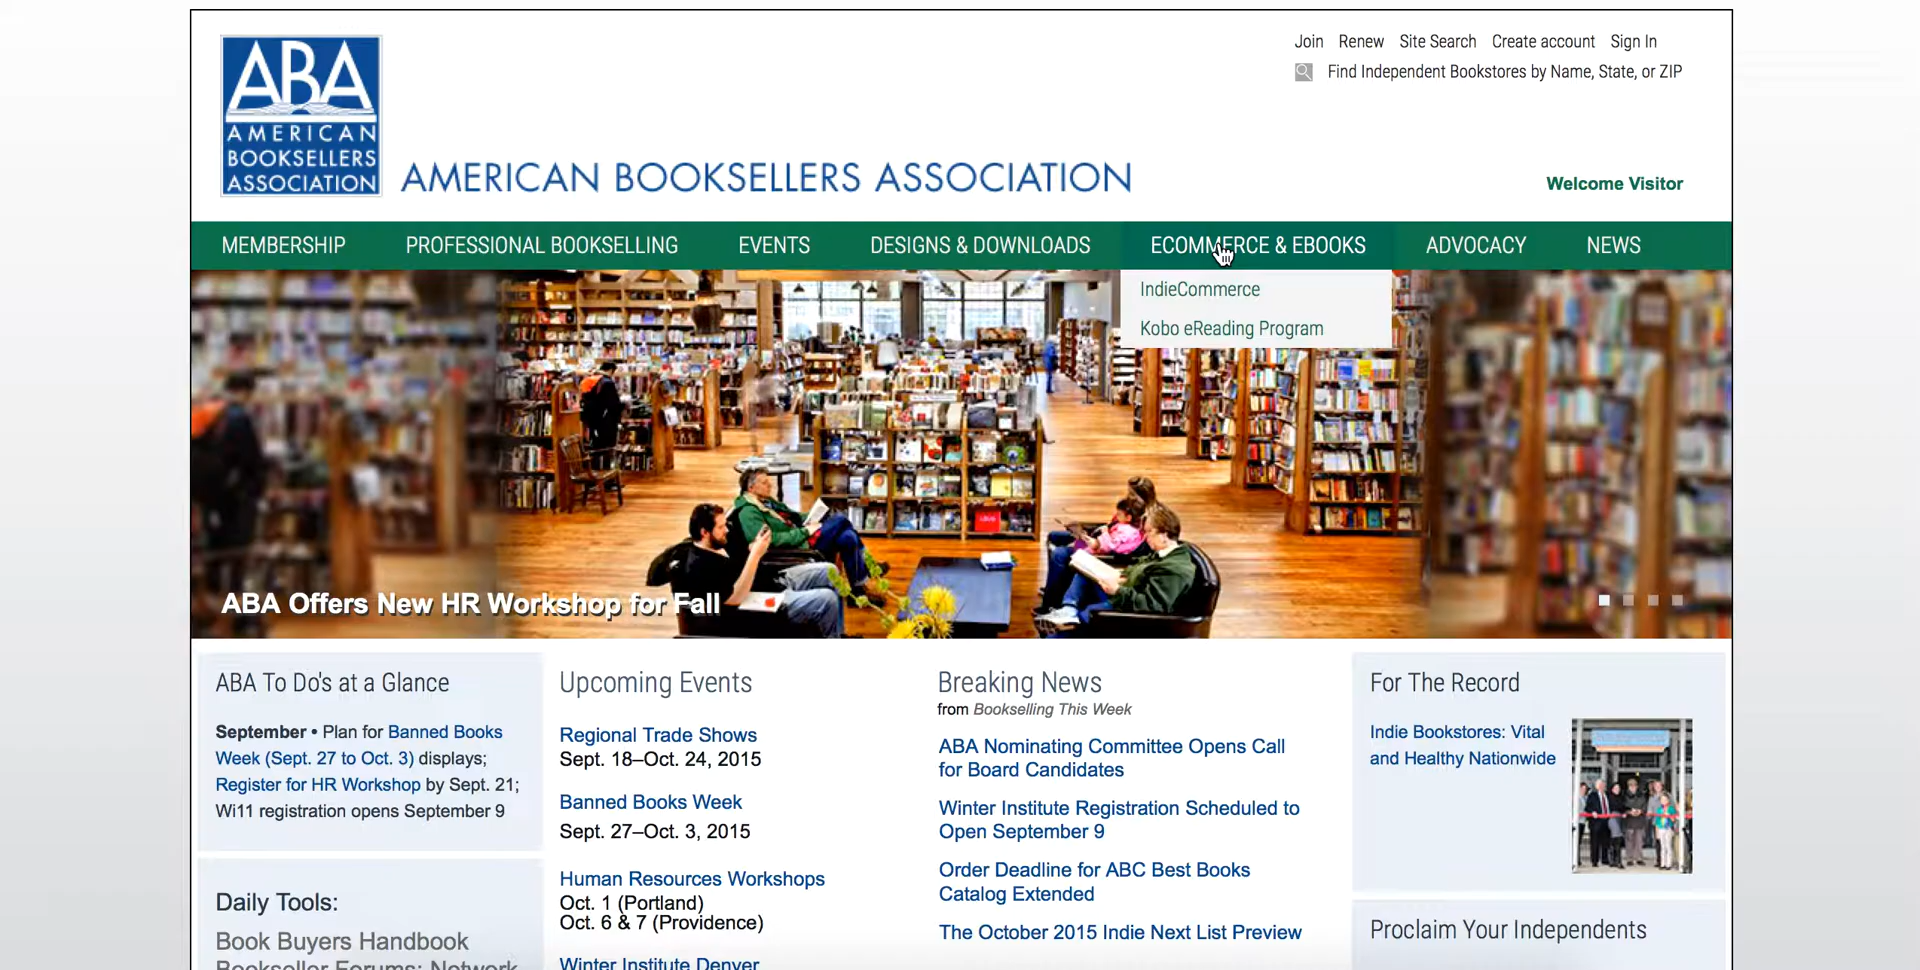 ABA
AMERICAN
BOOKSELLERS
ASSOCIATION
AMERICAN BOOKSELLERS ASSOCIATION
Join Renew Site Search Create account Sign In
Find Independent Bookstores by Name, State, or ZIP
Welcome Visitor
MEMBERSHIP PROFESSIONAL BOOKSELLING EVENTS DESIGNS & DOWNLOADS ECOMMERCE & EBOOKS ADVOCACY NEWS
IndieCommerce
Kobo eReading Program
ABA Offers New HR Workshop for Fall
ABA To Do's at a Glance
September • Plan for Banned Books
Week (Sept. 27 to Oct. 3) displays;
Register for HR Workshop by Sept. 21;
Wi11 registration opens September 9
Daily Tools:
Book Buyers Handbook
Bookseller Forums: Network
Upcoming Events
Regional Trade Shows
Sept. 18–Oct. 24, 2015
Banned Books Week
Sept. 27–Oct. 3, 2015
Human Resources Workshops
Oct. 1 (Portland)
Oct. 6 & 7 (Providence)
Winter Institute Denver
Breaking News
from Bookselling This Week
ABA Nominating Committee Opens Call
for Board Candidates
Winter Institute Registration Scheduled to
Open September 9
Order Deadline for ABC Best Books
Catalog Extended
The October 2015 Indie Next List Preview
For The Record
Indie Bookstores: Vital
and Healthy Nationwide
Proclaim Your Independents